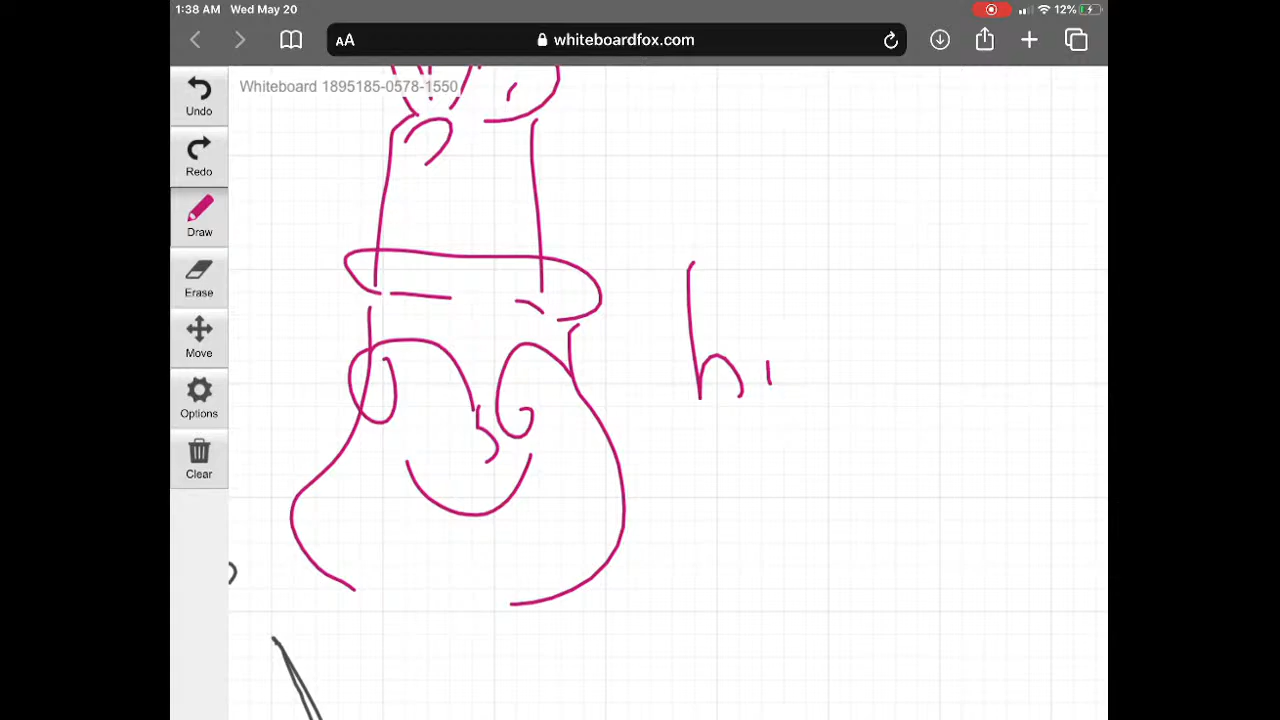 1:38 AM Wed May 20
12%
AA
whiteboardfox.com
Whiteboard 1895185-0578-1550
Undo
Redo
Draw
Erase
Move
Options
Clear
hi